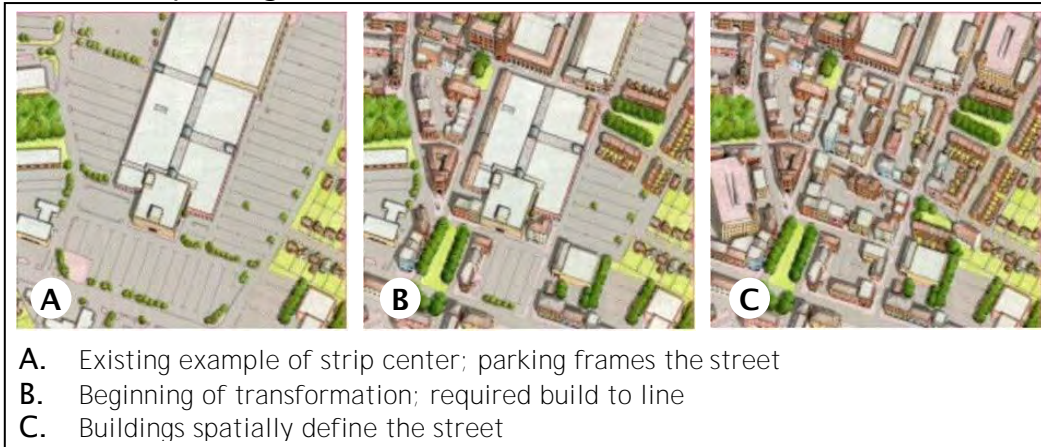 A
B
C
A. Existing example of strip center; parking frames the street
B. Beginning of transformation; required build to line
C. Buildings spatially define the street